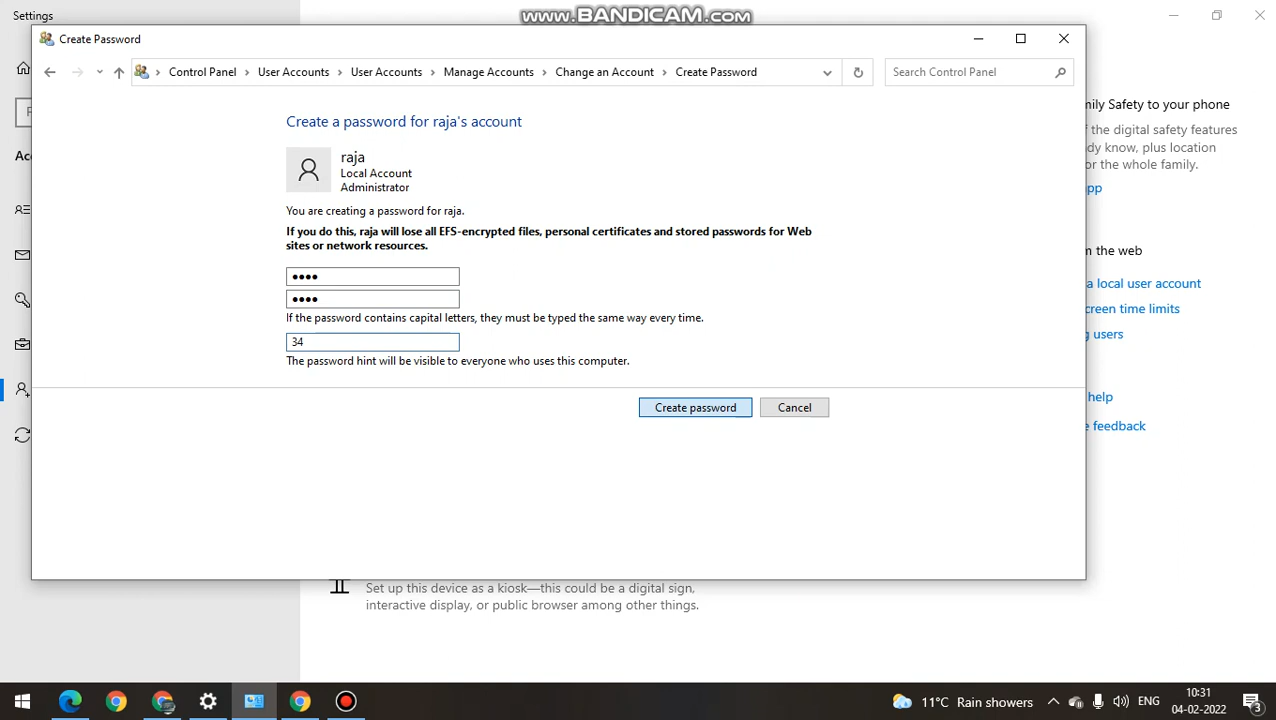 Settings
www.BANDICAM.com
Create Password
Control Panel > User Accounts > User Accounts > Manage Accounts > Change an Account > Create Password
Search Control Panel
Create a password for raja's account
raja
Local Account
Administrator
You are creating a password for raja.
If you do this, raja will lose all EFS-encrypted files, personal certificates and stored passwords for Web
sites or network resources.
••••
••••
If the password contains capital letters, they must be typed the same way every time.
34
The password hint will be visible to everyone who uses this computer.
Create password
Cancel
F
Acc
mily Safety to your phone
f the digital safety features
dy know, plus location
or the whole family.
pp
m the web
a local user account
creen time limits
g users
help
e feedback
Set up this device as a kiosk—this could be a digital sign,
interactive display, or public browser among other things.
11°C Rain showers
ENG
10:31
04-02-2022
3